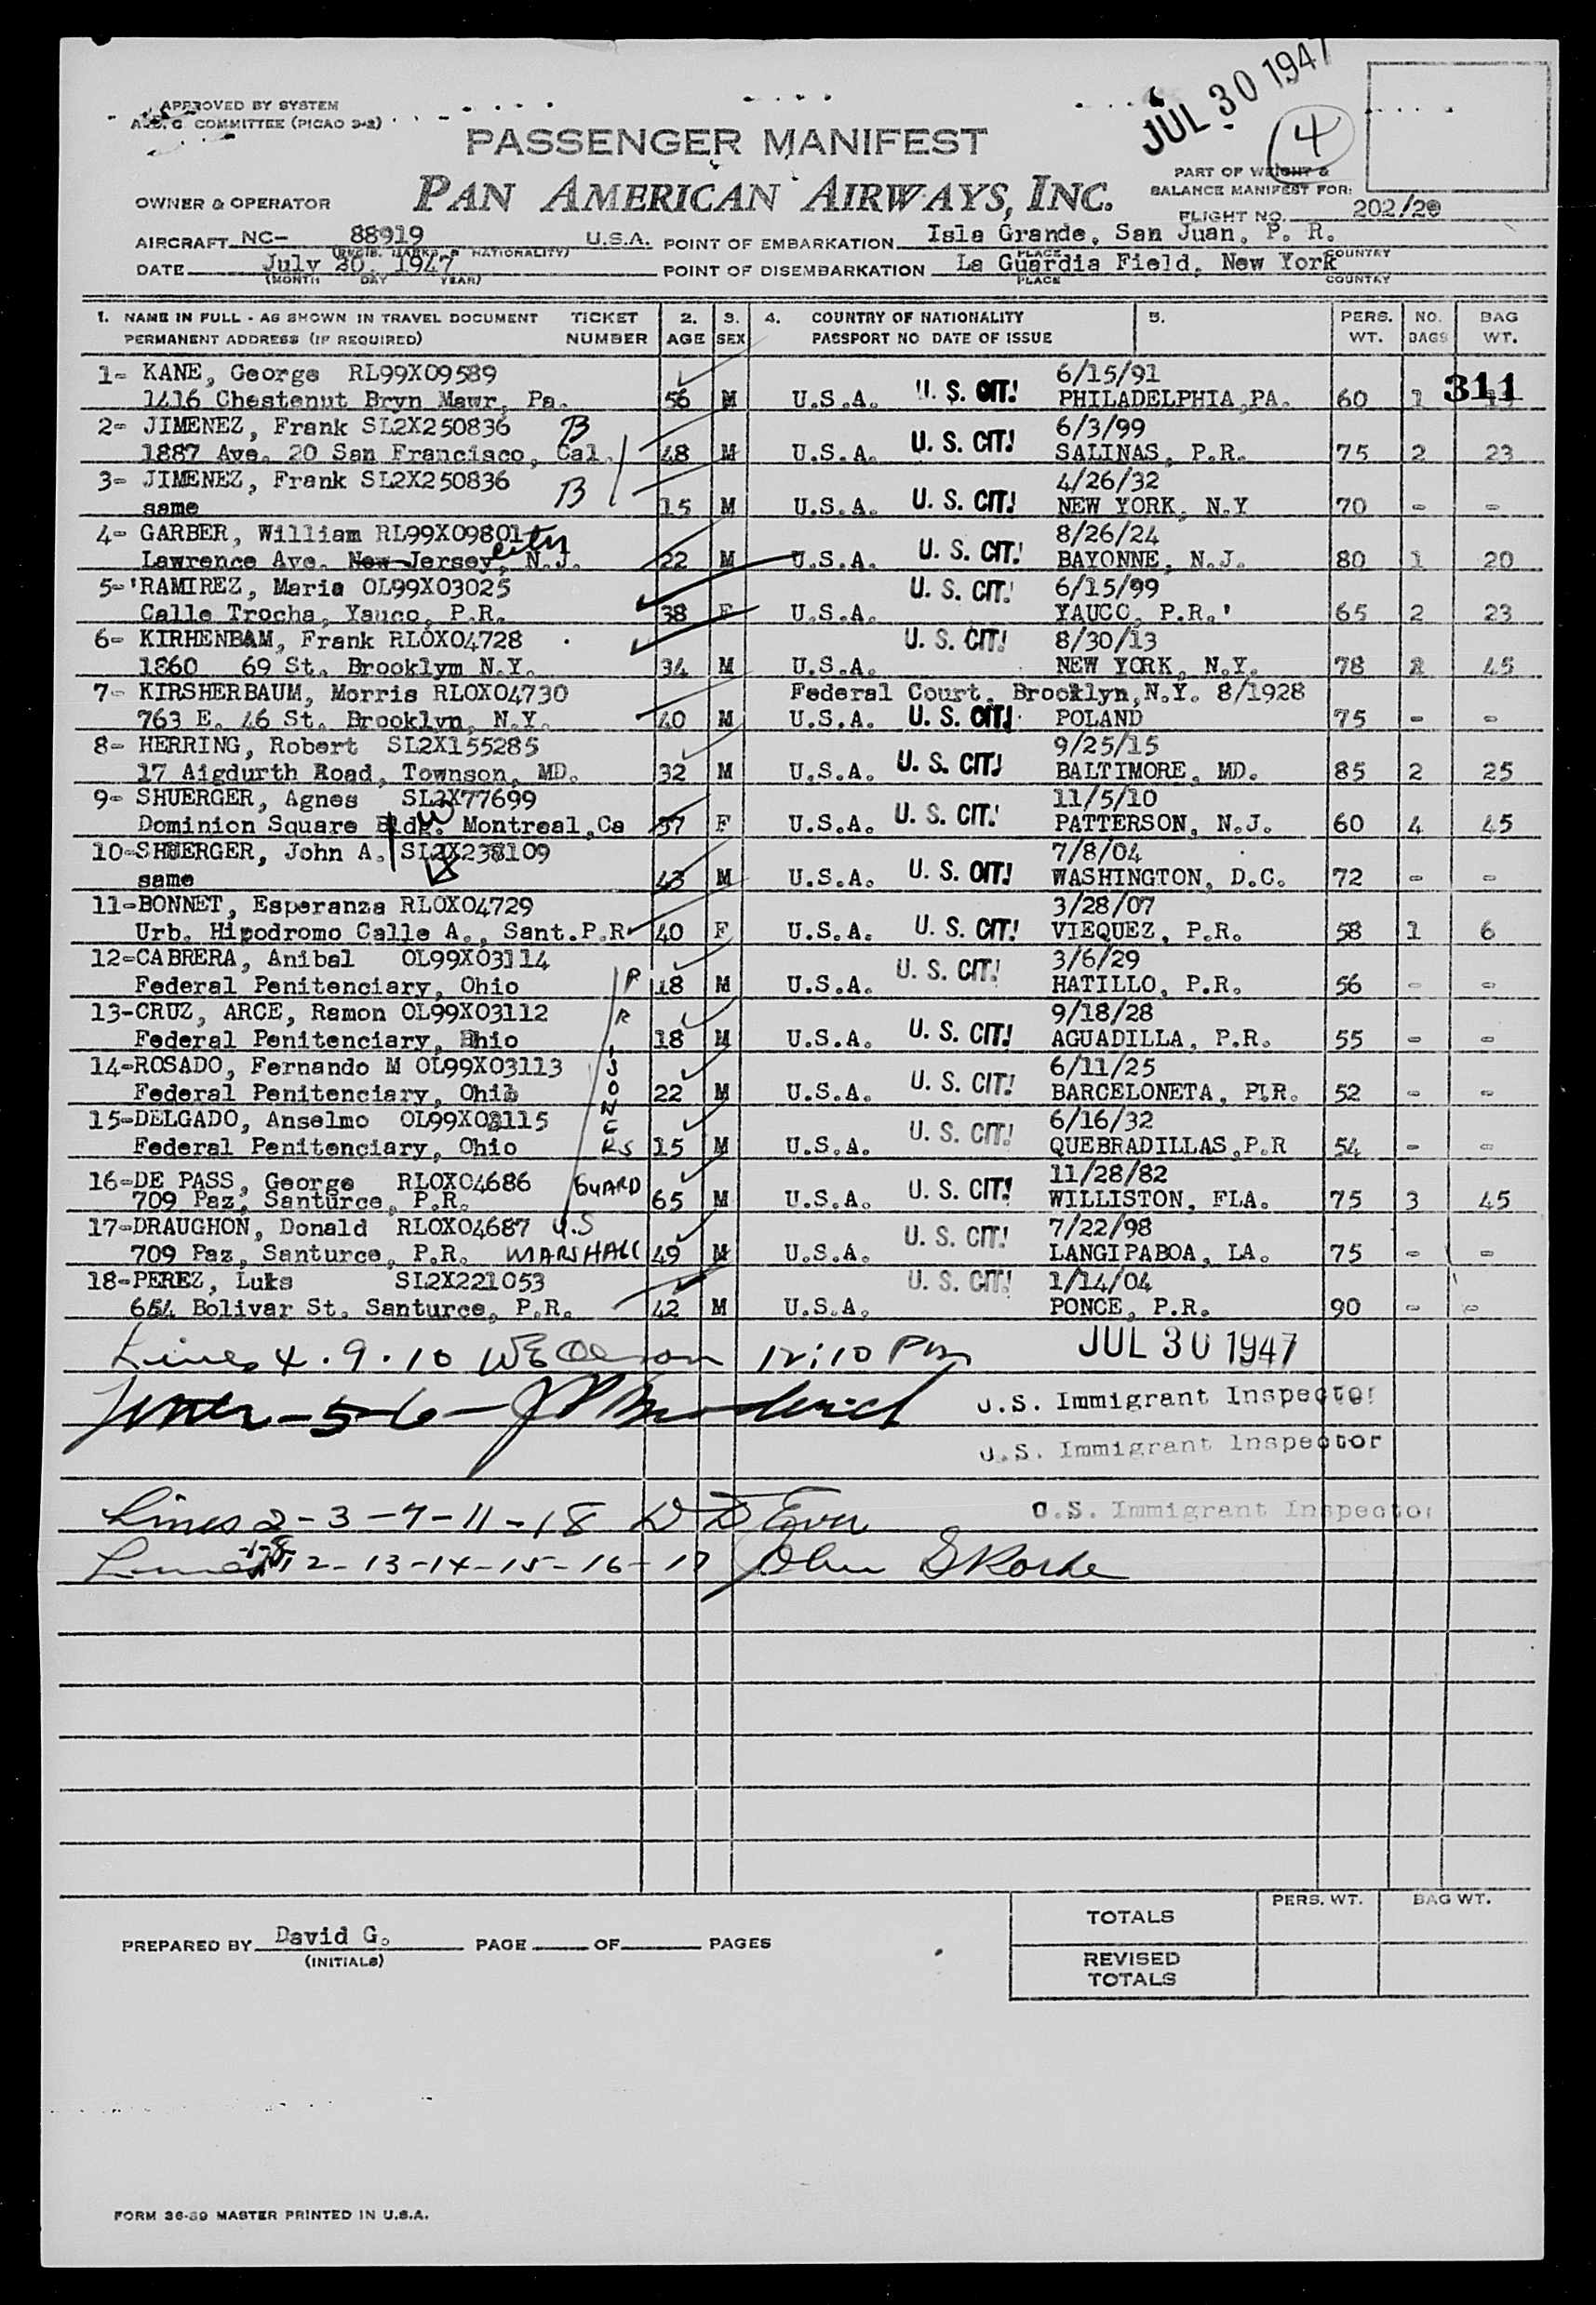 JUL 30 1947
APPROVED BY SYSTEM
COMMITTEE (PICAO 9-2)
4
PASSENGER MANIFEST
PART OF WEIGHT &
BALANCE MANIFEST FOR:
OWNER & OPERATOR PAN AMERICAN AIRWAYS, INC.
FLIGHT NO. 202/20
AIRCRAFT NC- 88919 U.S.A. POINT OF EMBARKATION Isla Grande, San Juan, P. R.
(REGIS. MARKS & NATIONALITY) PLACE COUNTRY
DATE July 30, 1947 POINT OF DISEMBARKATION La Guardia Field, New York
(MONTH DAY YEAR) PLACE COUNTRY
1. NAME IN FULL - AS SHOWN IN TRAVEL DOCUMENT TICKET 2. 3. 4. COUNTRY OF NATIONALITY 5. PERS. NO. BAG
PERMANENT ADDRESS (IF REQUIRED) NUMBER AGE SEX PASSPORT NO DATE OF ISSUE WT. BAGS WT.
1- KANE, George RL99X09589 6/15/91
1416 Chestenut Bryn Mawr, Pa. 56 M U.S.A. U. S. CIT! PHILADELPHIA,PA. 60 1 311
2- JIMENEZ, Frank SL2X250836 B 6/3/99
1887 Ave. 20 San Francisco, Cal. 48 M U.S.A. U. S. CIT! SALINAS, P.R. 75 2 23
3- JIMENEZ, Frank SL2X250836 B 4/26/32
same 15 M U.S.A. U. S. CIT! NEW YORK, N.Y 70 - -
4- GARBER, William RL99X09801 city 8/26/24
Lawrence Ave. New Jersey, N.J. 22 M U.S.A. U. S. CIT! BAYONNE, N.J. 80 1 20
5-'RAMIREZ, Maria OL99X03025 U. S. CIT! 6/15/99
Calle Trocha, Yauco, P.R. 38 F U.S.A. YAUCO, P.R.' 65 2 23
6- KIRHENBAM, Frank RLOX04728 U. S. CIT! 8/30/13
1860 69 St. Brooklym N.Y. 34 M U.S.A. NEW YORK, N.Y. 78 2 45
7- KIRSHERBAUM, Morris RLOX04730 Federal Court, Brooklyn,N.Y. 8/1928
763 E. 46 St. Brooklyn, N.Y. 40 M U.S.A. U. S. CIT! POLAND 75 - -
8- HERRING, Robert SL2X155285 9/25/15
17 Aigdurth Road, Townson, MD. 32 M U.S.A. U. S. CIT! BALTIMORE, MD. 85 2 25
9- SHUERGER, Agnes SL2X77699 11/5/10
Dominion Square Bldg. Montreal,Ca 37 F U.S.A. U. S. CIT! PATTERSON, N.J. 60 4 45
10-SHUERGER, John A. SL2X238109 7/8/04
same 43 M U.S.A. U. S. CIT! WASHINGTON, D.C. 72 - -
11-BONNET, Esperanza RLOX04729 3/28/07
Urb. Hipodromo Calle A., Sant.P.R 40 F U.S.A. U. S. CIT! VIEQUEZ, P.R. 58 1 6
12-CABRERA, Anibal OL99X03114 U. S. CIT! 3/6/29
Federal Penitenciary, Ohio P 18 M U.S.A. HATILLO, P.R. 56 - -
13-CRUZ, ARCE, Ramon OL99X03112 R 9/18/28
Federal Penitenciary, Ohio I 18 M U.S.A. U. S. CIT! AGUADILLA, P.R. 55 - -
14-ROSADO, Fernando M OL99X03113 S 6/11/25
Federal Penitenciary, Ohio O 22 M U.S.A. U. S. CIT! BARCELONETA, P.R. 52 - -
15-DELGADO, Anselmo OL99X03115 N E 6/16/32
Federal Penitenciary, Ohio RS 15 M U.S.A. U. S. CIT! QUEBRADILLAS,P.R 54 - -
16-DE PASS, George RLOX04686 GUARD 11/28/82
709 Paz, Santurce, P.R. 65 M U.S.A. U. S. CIT! WILLISTON, FLA. 75 3 45
17-DRAUGHON, Donald RLOX04687 U.S U. S. CIT! 7/22/98
709 Paz, Santurce, P.R. MARSHALL 49 M U.S.A. LANGIPABOA, LA. 75 - -
18-PEREZ, Luis SL2X221053 U. S. CIT! 1/14/04
654 Bolivar St. Santurce, P.R. 42 M U.S.A. PONCE, P.R. 90 - -
Lines 4 . 9 . 10 12:10 Pm JUL 30 1947
U.S. Immigrant Inspector
5-6-
U.S. Immigrant Inspector
Lines 2 - 3 - 7 - 11 - 18 U.S. Immigrant Inspector
Lines 12 - 13 - 14 - 15 - 16 - 17 John
PREPARED BY David G. PAGE OF PAGES
(INITIALS)
PERS. WT. BAG WT.
TOTALS
REVISED
TOTALS
FORM 36-39 MASTER PRINTED IN U.S.A.